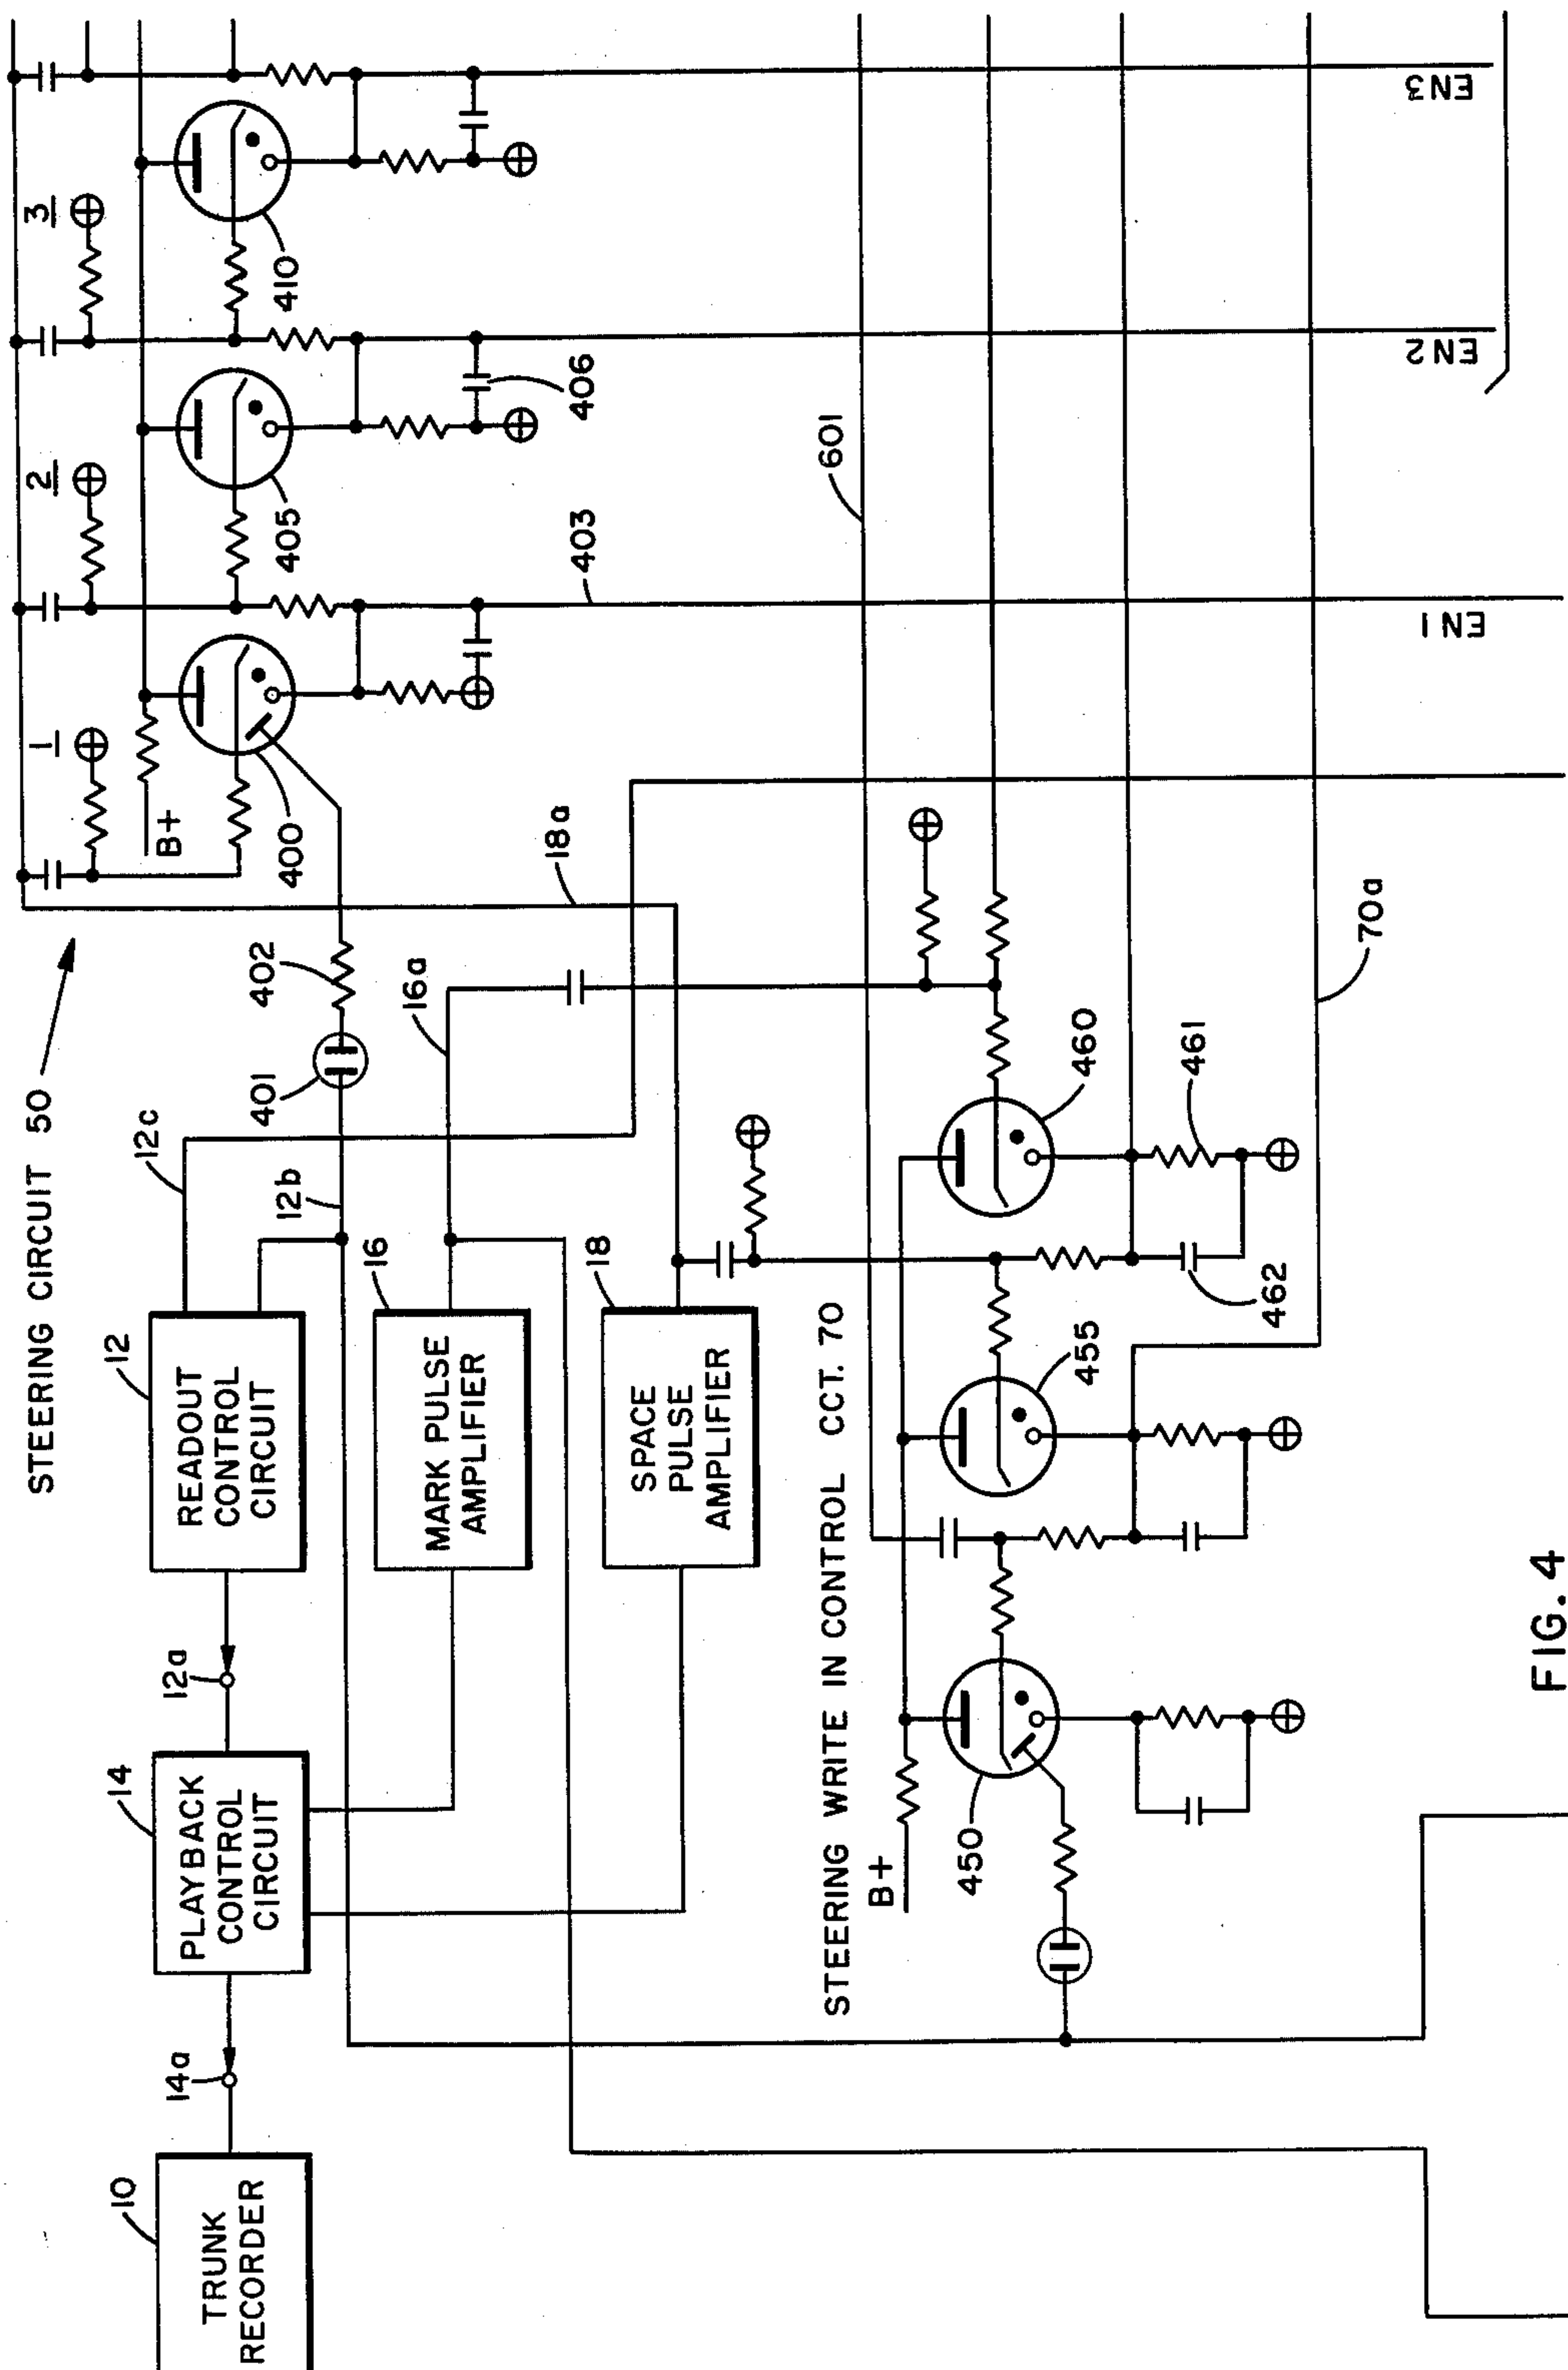 STEERING CIRCUIT 50
10
TRUNK
RECORDER
14a
14
PLAYBACK
CONTROL
CIRCUIT
12a
12
READOUT
CONTROL
CIRCUIT
12c
12b
16
MARK PULSE
AMPLIFIER
16a
18
SPACE
PULSE
AMPLIFIER
18a
401
402
B+
1
400
2
405
403
3
410
406
EN1
EN2
EN3
601
STEERING WRITE IN CONTROL CCT. 70
B+
450
455
460
461
462
70a
FIG. 4